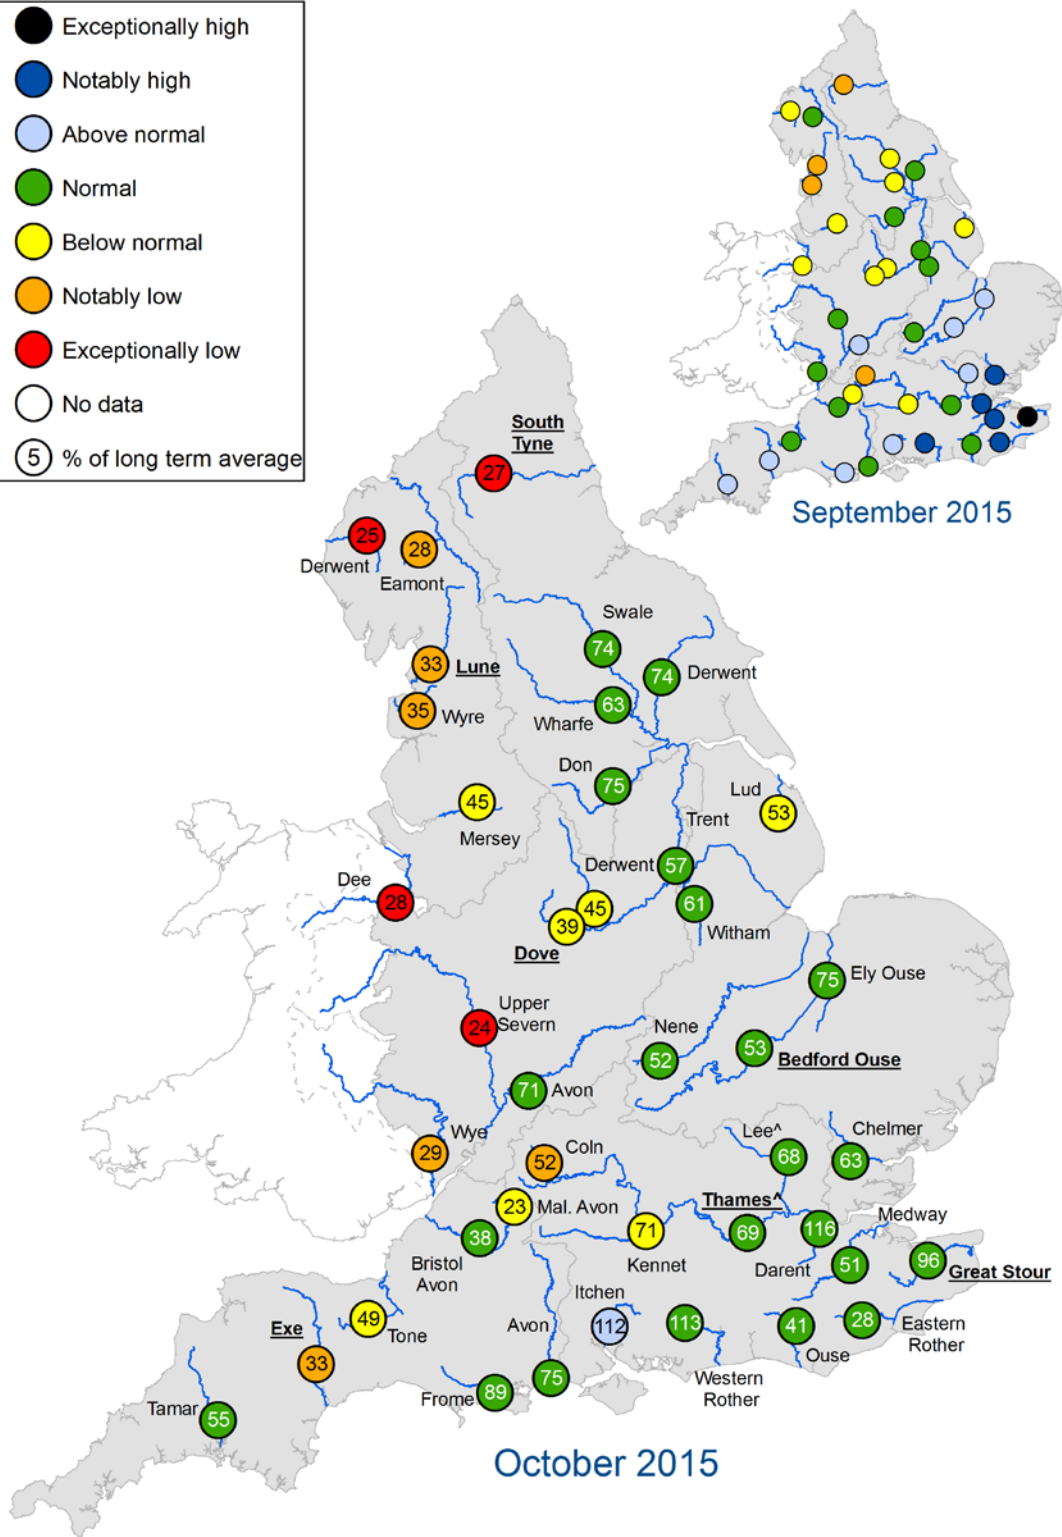 Exceptionally high
Notably high
Above normal
Normal
Below normal
Notably low
Exceptionally low
No data
5 % of long term average
September 2015
South
Tyne
27
25
Derwent
28
Eamont
Swale
74
74 Derwent
33 Lune
35 Wyre
63
Wharfe
Don
75
45
Mersey
Lud
53
Trent
Derwent 57
Dee
28
61
Witham
45
39
Dove
75 Ely Ouse
Upper
Severn
24
Nene
52
53
Bedford Ouse
71 Avon
Wye
29
Coln
52
Lee^
68
Chelmer
63
23 Mal. Avon
Thames^
69
116
Medway
38
Bristol
Avon
71
Kennet
Darent
51
96
Great Stour
Itchen
112
113
Western
Rother
41
Ouse
28
Eastern
Rother
49
Tone
Exe
33
Avon
75
Frome 89
Tamar
55
October 2015